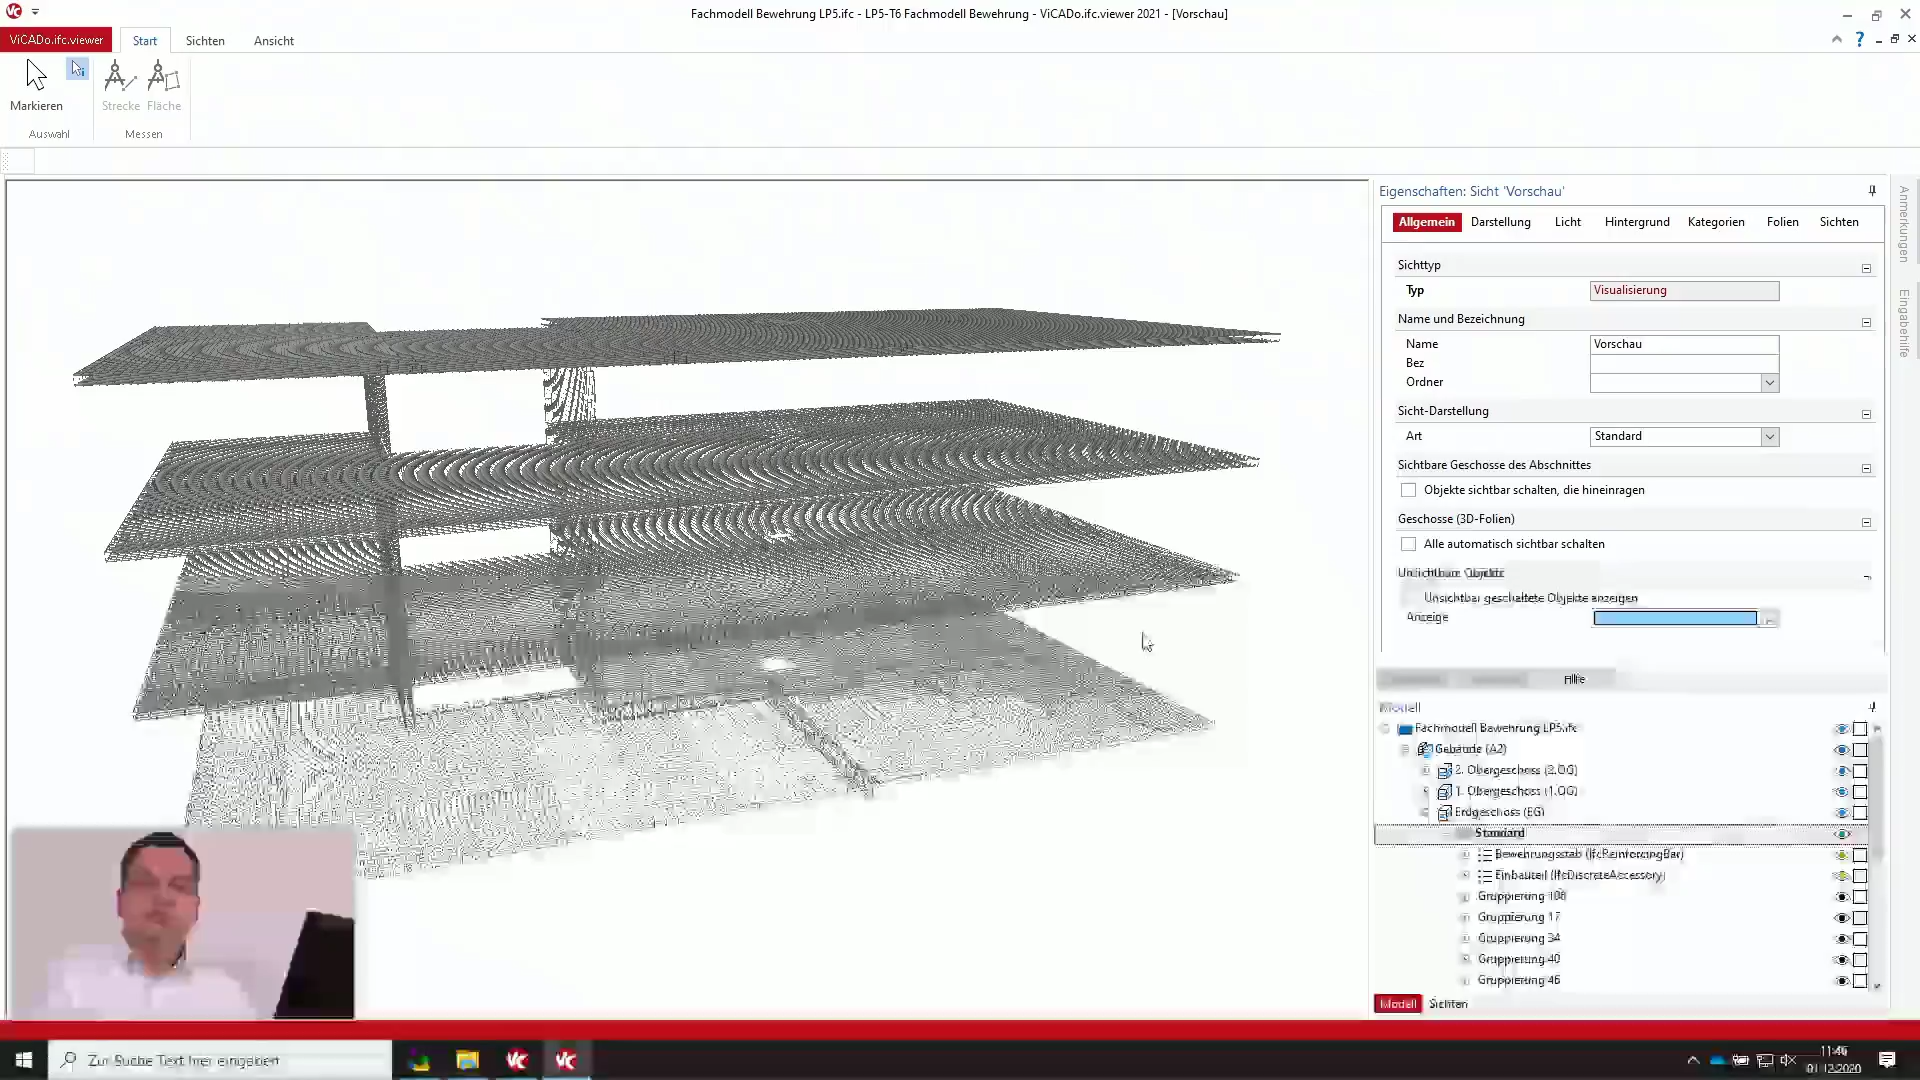 Fachmodell Bewehrung LP5.ifc - LP5-T6 Fachmodell Bewehrung - ViCADo.ifc.viewer 2021 - [Vorschau]
ViCADo.ifc.viewer
Start
Sichten
Ansicht
Markieren
Strecke
Fläche
Auswahl
Messen
Eigenschaften: Sicht 'Vorschau'
Allgemein
Darstellung
Licht
Hintergrund
Kategorien
Folien
Sichten
Sichttyp
Typ
Visualisierung
Name und Bezeichnung
Name
Vorschau
Bez
Ordner
Sicht-Darstellung
Art
Standard
Sichtbare Geschosse des Abschnittes
Objekte sichtbar schalten, die hineinragen
Geschosse (3D-Folien)
Alle automatisch sichtbar schalten
Unsichtbar geschaltete Objekte anzeigen
Anmerkungen
Eingabehilfe
Modell
Fachmodell Bewehrung LP5.ifc
Gebäude (A2)
2. Obergeschoss (2.OG)
1. Obergeschoss (1.OG)
Erdgeschoss (EG)
Standard
Bewehrungsstab (IfcReinforcingBar)
Einbauteil (IfcDiscreteAccessory)
Gruppierung
Gruppierung 17
Gruppierung 34
Gruppierung 40
Gruppierung
Modell
Sichten
Zur Suche Text hier eingeben
11:46
01.12.2020